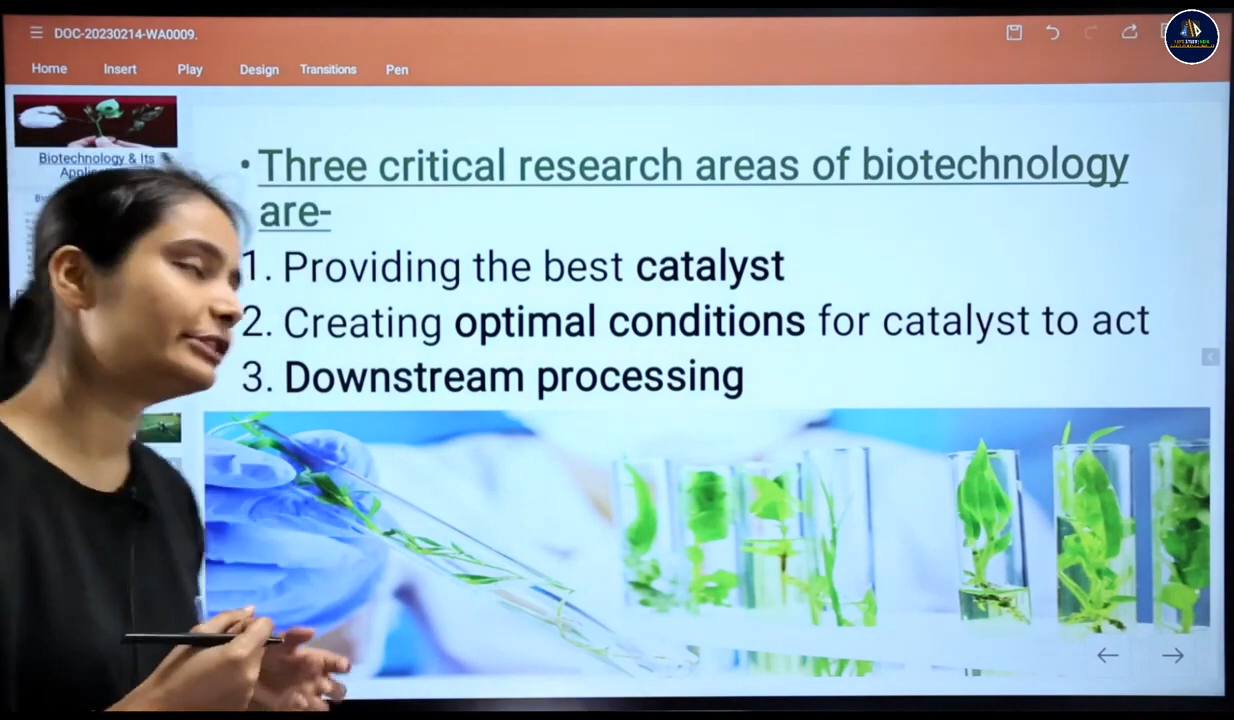 DOC-20230214-WA0009.
Home Insert Play Design Transitions Pen
Biotechnology & Its
• Three critical research areas of biotechnology
are-
1. Providing the best catalyst
2. Creating optimal conditions for catalyst to act
3. Downstream processing